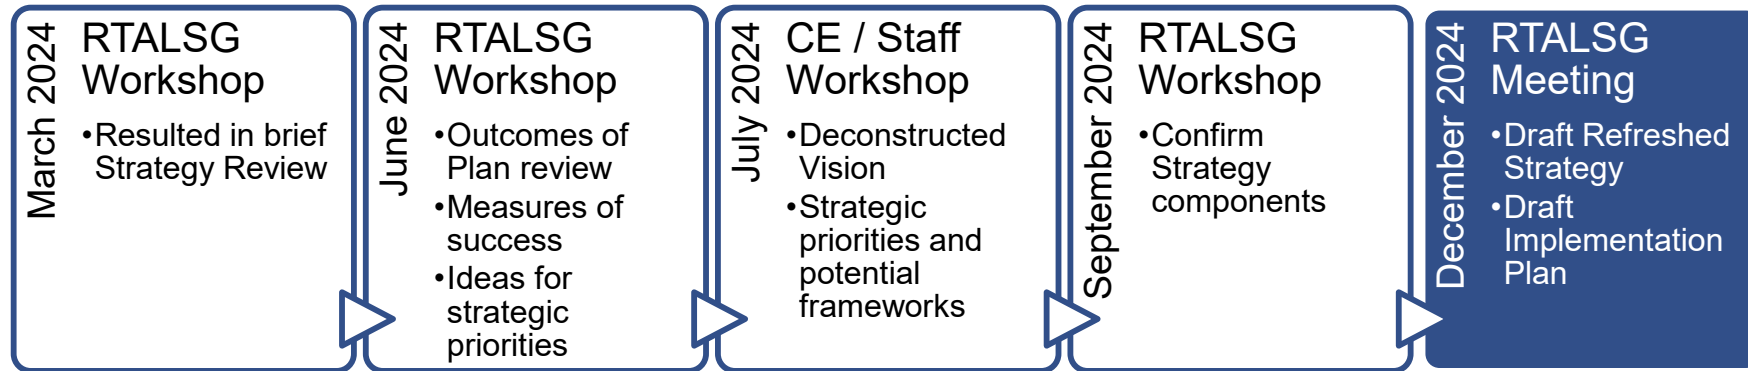 March 2024
RTALSG
Workshop
•Resulted in brief
Strategy Review
June 2024
RTALSG
Workshop
•Outcomes of
Plan review
•Measures of
success
•Ideas for
strategic
priorities
July 2024
CE / Staff
Workshop
•Deconstructed
Vision
•Strategic
priorities and
potential
frameworks
September 2024
RTALSG
Workshop
•Confirm
Strategy
components
December 2024
RTALSG
Meeting
•Draft Refreshed
Strategy
•Draft
Implementation
Plan